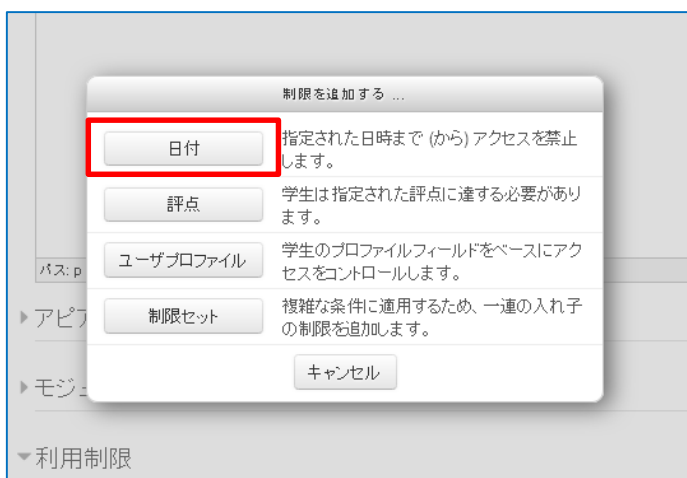 制限を追加する ...
日付
指定された日時まで (から) アクセスを禁止
します。
評点
学生は指定された評点に達する必要があり
ます。
ユーザプロファイル
学生のプロファイルフィールドをベースにアク
セスをコントロールします。
制限セット
複雑な条件に適用するため、一連の入れ子
の制限を追加します。
キャンセル
パス: p
アピア
モジュ
利用制限